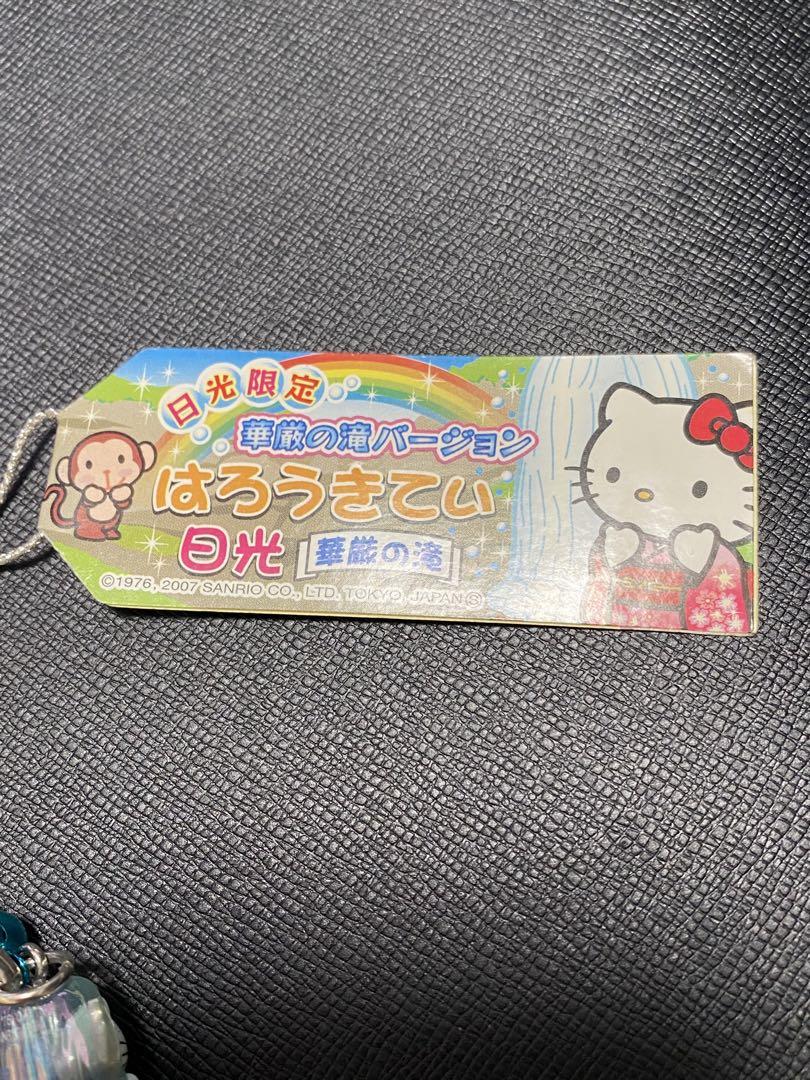 日光限定
華厳の滝バージョン
はろうきてぃ
日光 華厳の滝
©1976, 2007 SANRIO CO., LTD. TOKYO, JAPAN Ⓢ